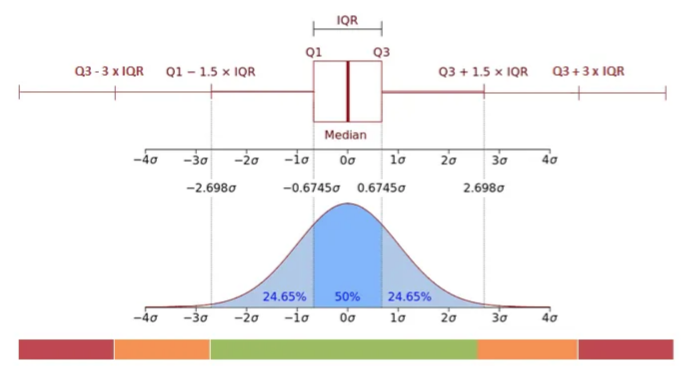 IQR
Q1 Q3
Q3 - 3 x IQR Q1 − 1.5 × IQR Q3 + 1.5 × IQR Q3 + 3 x IQR
Median
−4σ −3σ −2σ −1σ 0σ 1σ 2σ 3σ 4σ
−2.698σ −0.6745σ 0.6745σ 2.698σ
24.65% 50% 24.65%
−4σ −3σ −2σ −1σ 0σ 1σ 2σ 3σ 4σ